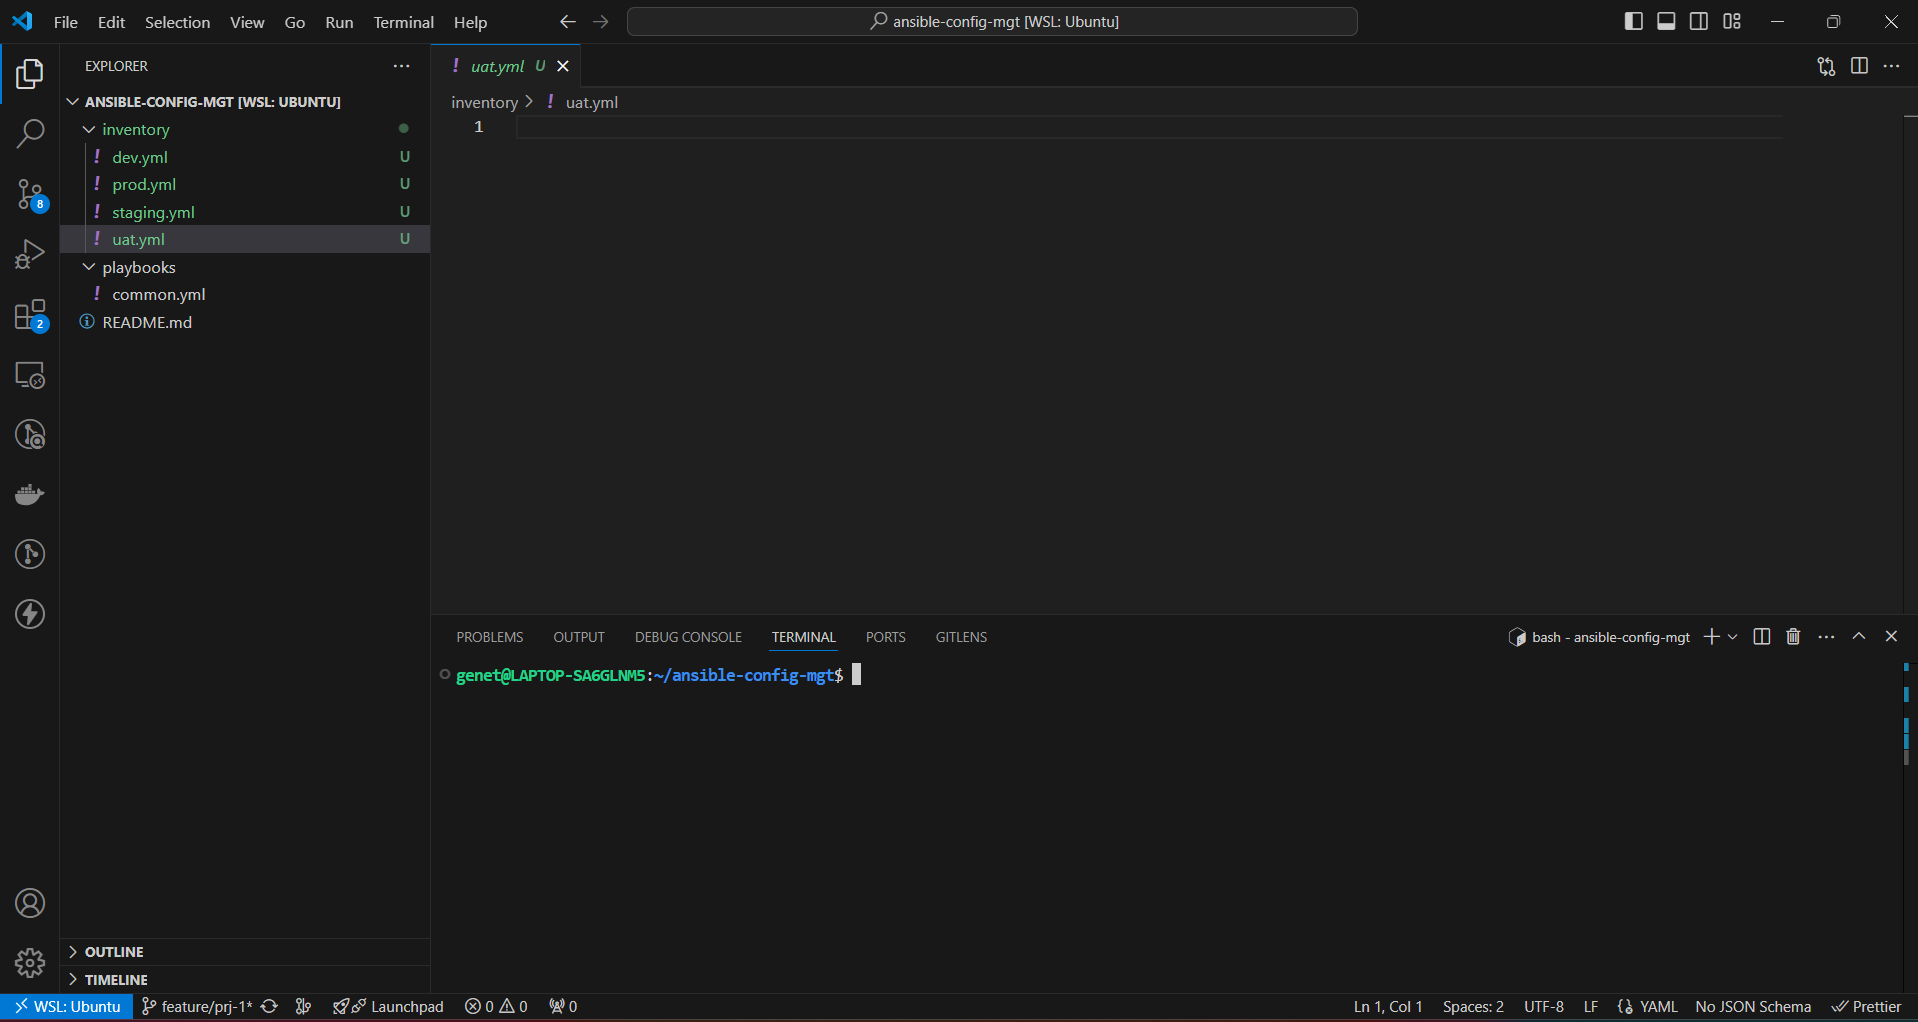 File Edit Selection View Go Run Terminal Help
ansible-config-mgt [WSL: Ubuntu]
EXPLORER
ANSIBLE-CONFIG-MGT [WSL: UBUNTU]
inventory
! dev.yml U
! prod.yml U
! staging.yml U
! uat.yml U
playbooks
! common.yml
README.md
8
2
OUTLINE
TIMELINE
! uat.yml U
inventory > ! uat.yml
1
PROBLEMS OUTPUT DEBUG CONSOLE TERMINAL PORTS GITLENS
bash - ansible-config-mgt
genet@LAPTOP-SA6GLNM5:~/ansible-config-mgt$
WSL: Ubuntu feature/prj-1* Launchpad 0 0 0 Ln 1, Col 1 Spaces: 2 UTF-8 LF YAML No JSON Schema Prettier